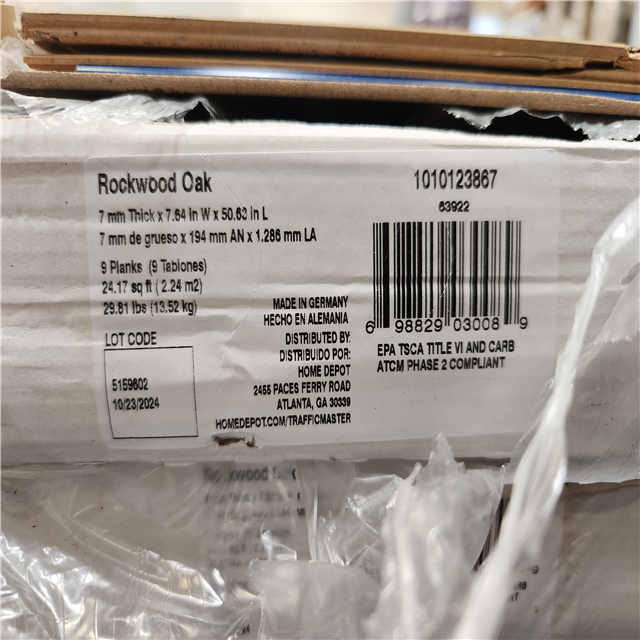 Rockwood Oak
7 mm Thick x 7.64 in W x 50.63 in L
7 mm de grueso x 194 mm AN x 1.286 mm LA
9 Planks (9 Tablones)
24.17 sq ft ( 2.24 m2)
29.81 lbs (13.52 kg)
LOT CODE
5159602
10/23/2024
MADE IN GERMANY
HECHO EN ALEMANIA
DISTRIBUTED BY:
DISTRIBUIDO POR:
HOME DEPOT
2455 PACES FERRY ROAD
ATLANTA, GA 30339
HOMEDEPOT.COM/TRAFFICMASTER
1010123867
63922
6 98829 03008 9
EPA TSCA TITLE VI AND CARB
ATCM PHASE 2 COMPLIANT
Rockwood Oak